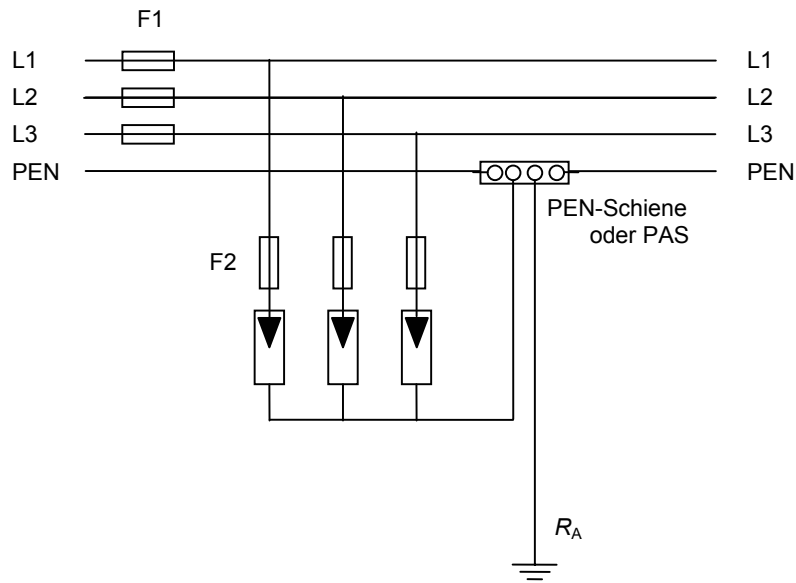 F1
L1 L1
L2 L2
L3 L3
PEN PEN
PEN-Schiene
oder PAS
F2
RA